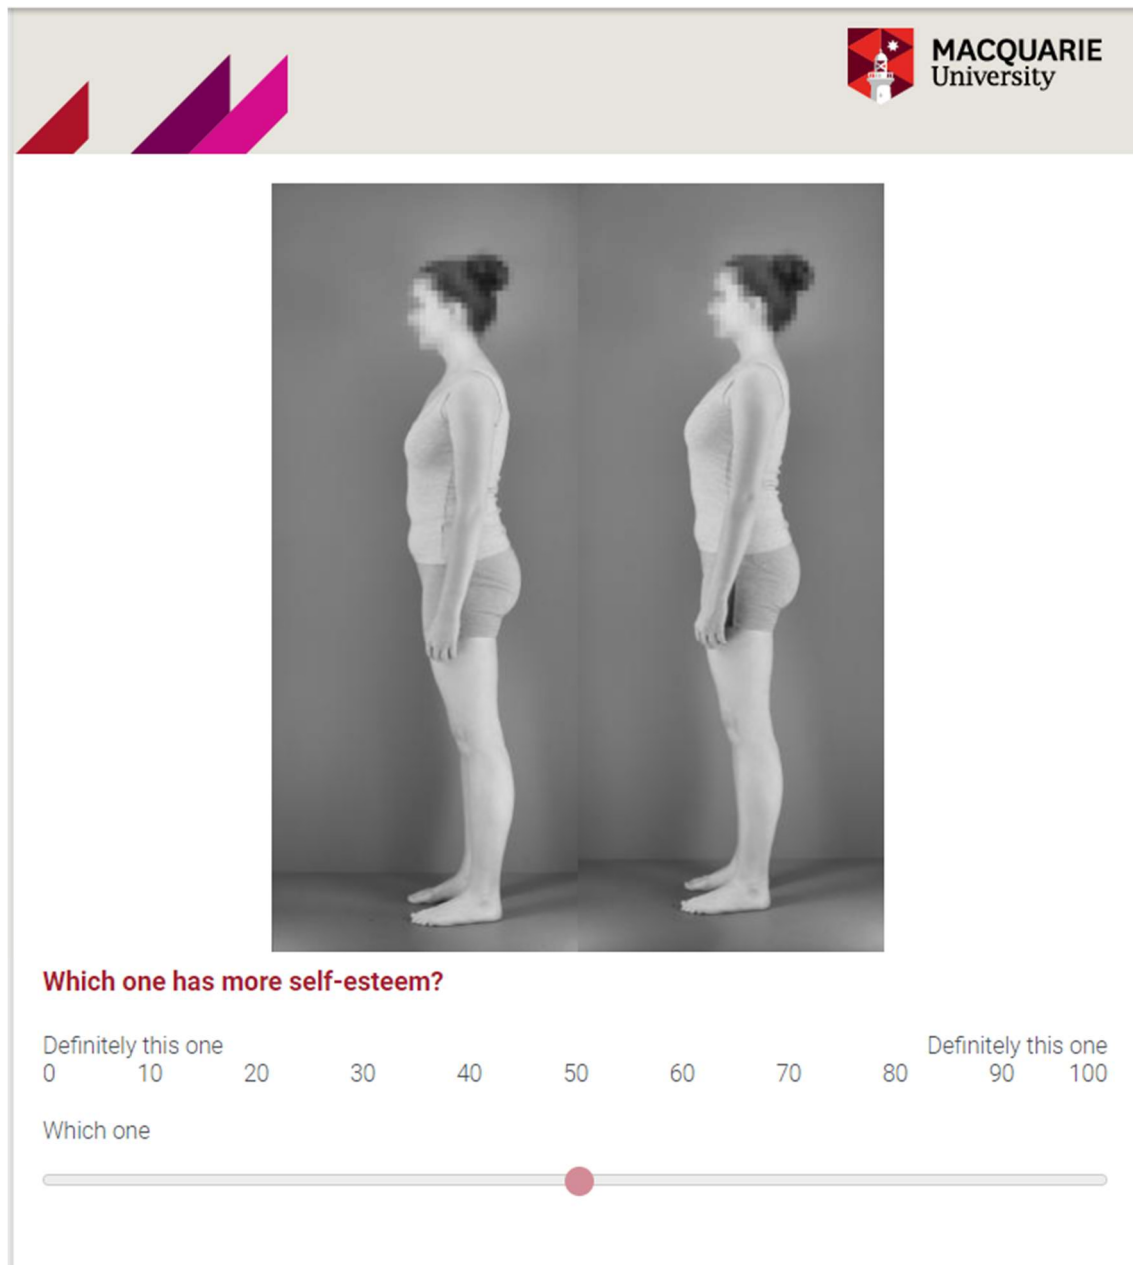 MACQUARIE
University
Which one has more self-esteem?
Definitely this one Definitely this one
0 10 20 30 40 50 60 70 80 90 100
Which one